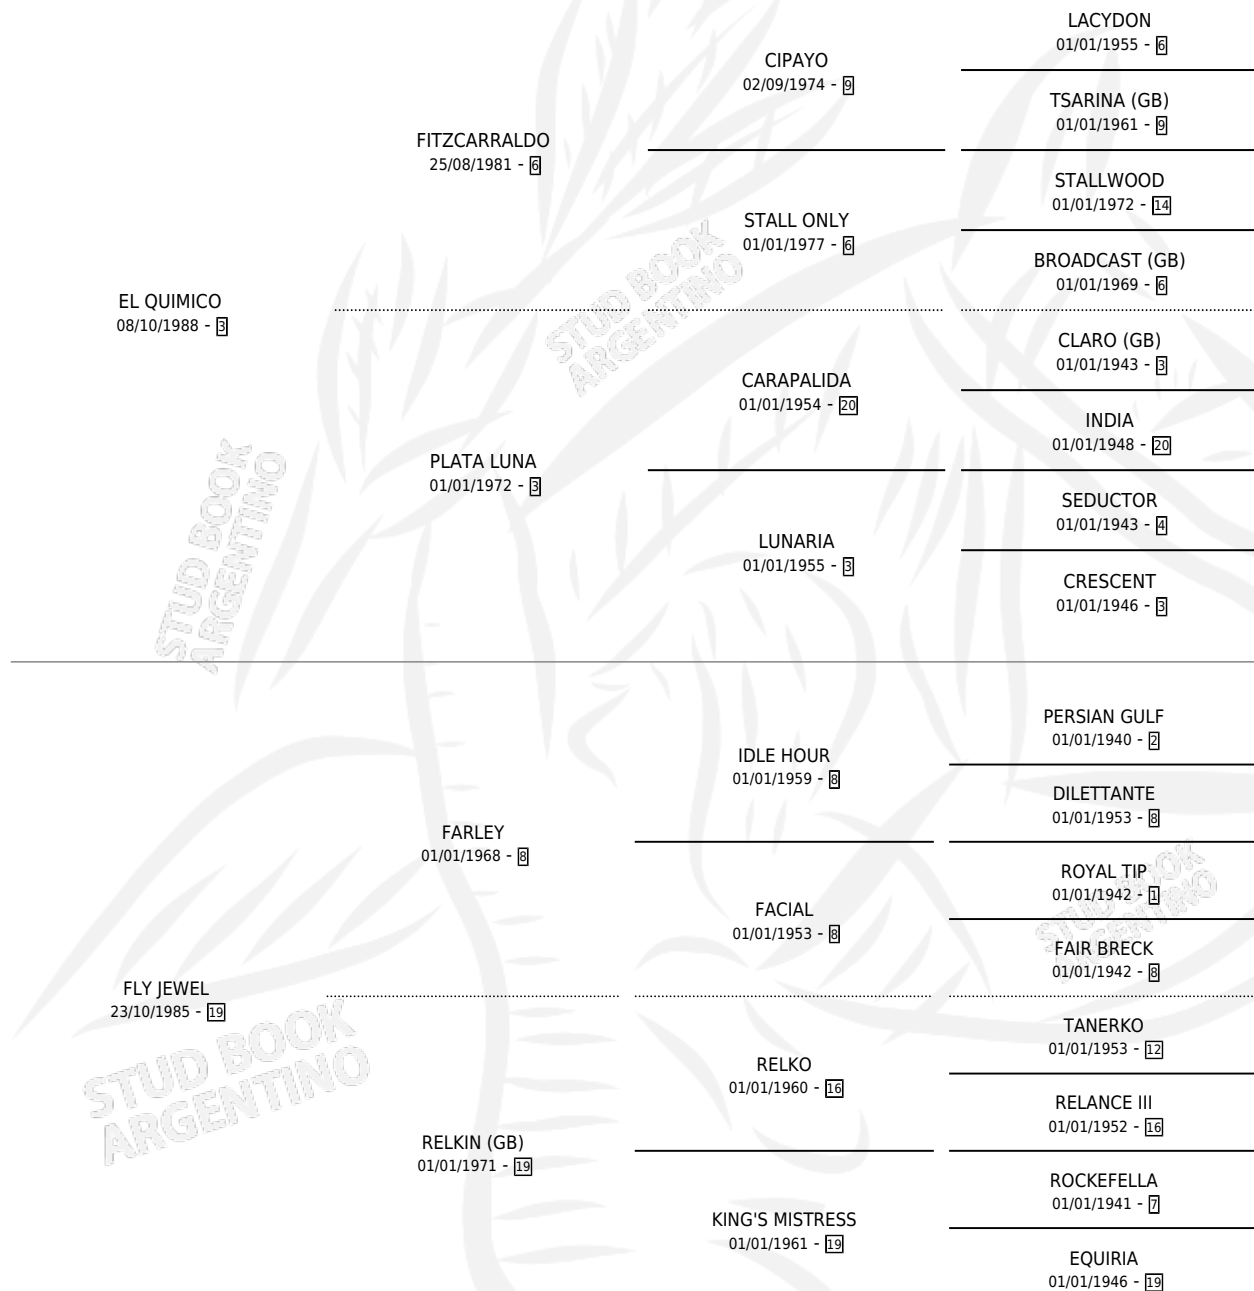 LACYDON
01/01/1955 - 6
CIPAYO
02/09/1974 - 9
TSARINA (GB)
01/01/1961 - 9
FITZCARRALDO
25/08/1981 - 6
STALLWOOD
01/01/1972 - 14
STALL ONLY
01/01/1977 - 6
BROADCAST (GB)
01/01/1969 - 6
EL QUIMICO
08/10/1988 - 3
STUD BOOK
ARGENTINO
CLARO (GB)
01/01/1943 - 3
CARAPALIDA
01/01/1954 - 20
INDIA
01/01/1948 - 20
PLATA LUNA
01/01/1972 - 3
SEDUCTOR
01/01/1943 - 4
LUNARIA
01/01/1955 - 3
CRESCENT
01/01/1946 - 3
STUD BOOK
ARGENTINO
PERSIAN GULF
01/01/1940 - 2
IDLE HOUR
01/01/1959 - 8
DILETTANTE
01/01/1953 - 8
FARLEY
01/01/1968 - 8
ROYAL TIP
01/01/1942 - 1
FACIAL
01/01/1953 - 8
STUD BOOK
ARGENTINO
FAIR BRECK
01/01/1942 - 8
FLY JEWEL
23/10/1985 - 19
STUD BOOK
ARGENTINO
TANERKO
01/01/1953 - 12
RELKO
01/01/1960 - 16
RELANCE III
01/01/1952 - 16
RELKIN (GB)
01/01/1971 - 19
ROCKEFELLA
01/01/1941 - 7
KING'S MISTRESS
01/01/1961 - 19
EQUIRIA
01/01/1946 - 19